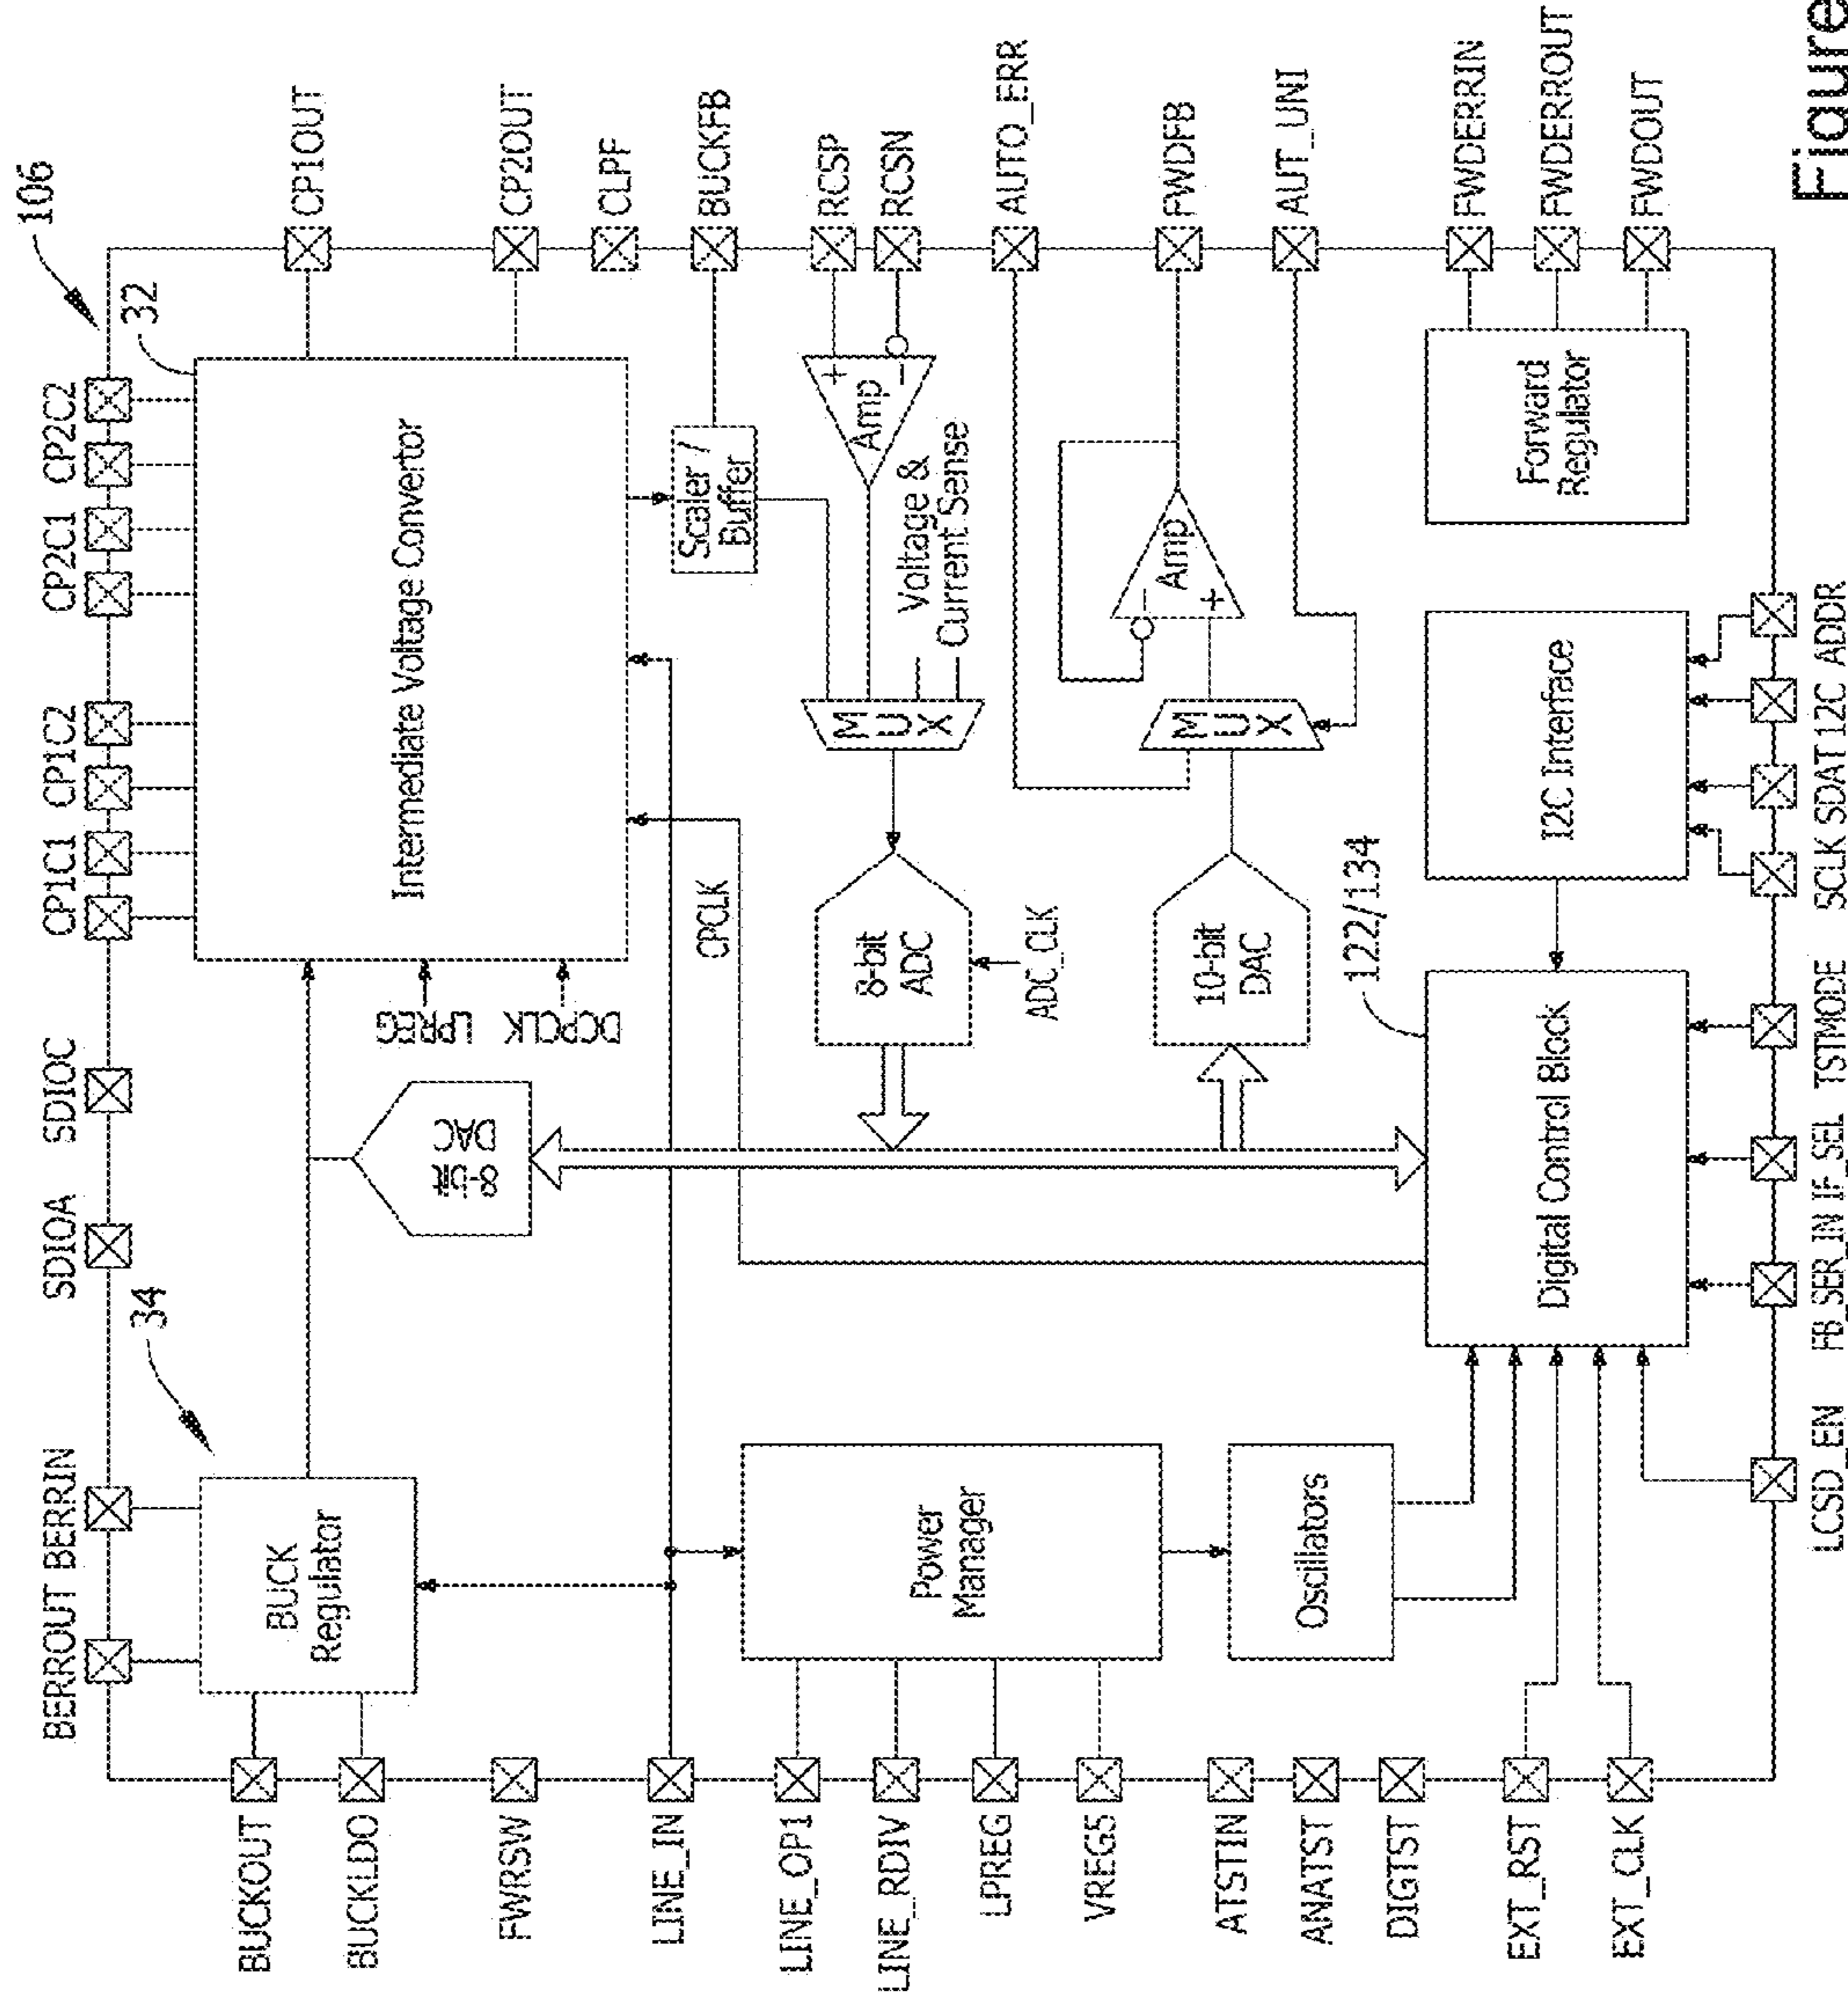 106
BERROUT BERRIN
SDIOA SDIOC
CP1C1 CP1C2
CP2C1 CP2C2
34
32
BUCKOUT
BUCKLDO
FWRSW
LINE_IN
LINE_OP1
LINE_RDIV
LPREG
VREG5
ATSTIN
ANATST
DIGTST
EXT_RST
EXT_CLK
BUCK
Regulator
8-bit
DAC
LPREG
DCPCLK
Intermediate Voltage Convertor
CPCLK
Scaler /
Buffer
+
−
Amp
Voltage &
Current Sense
MUX
8-bit
ADC
ADC_CLK
Power
Manager
Oscillators
10-bit
DAC
MUX
−
+
Amp
122/134
Digital Control Block
I2C Interface
Forward
Regulator
CP1OUT
CP2OUT
CLPF
BUCKFB
RCSP
RCSN
AUTO_ERR
FWDFB
AUT_UNI
FWDERRIN
FWDERROUT
FWDOUT
LCSD_EN FB_SER_IN IF_SEL TSTMODE SCLK SDAT I2C ADDR
Figure